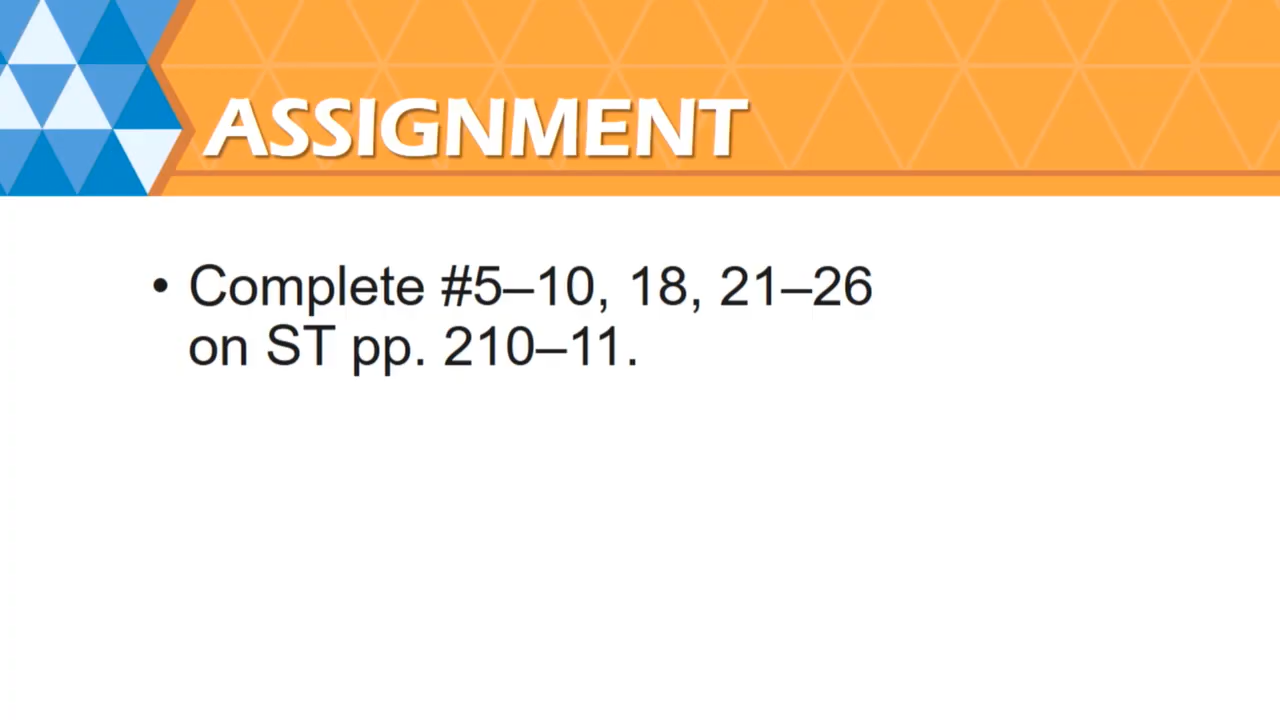 ASSIGNMENT
• Complete #5–10, 18, 21–26
on ST pp. 210–11.